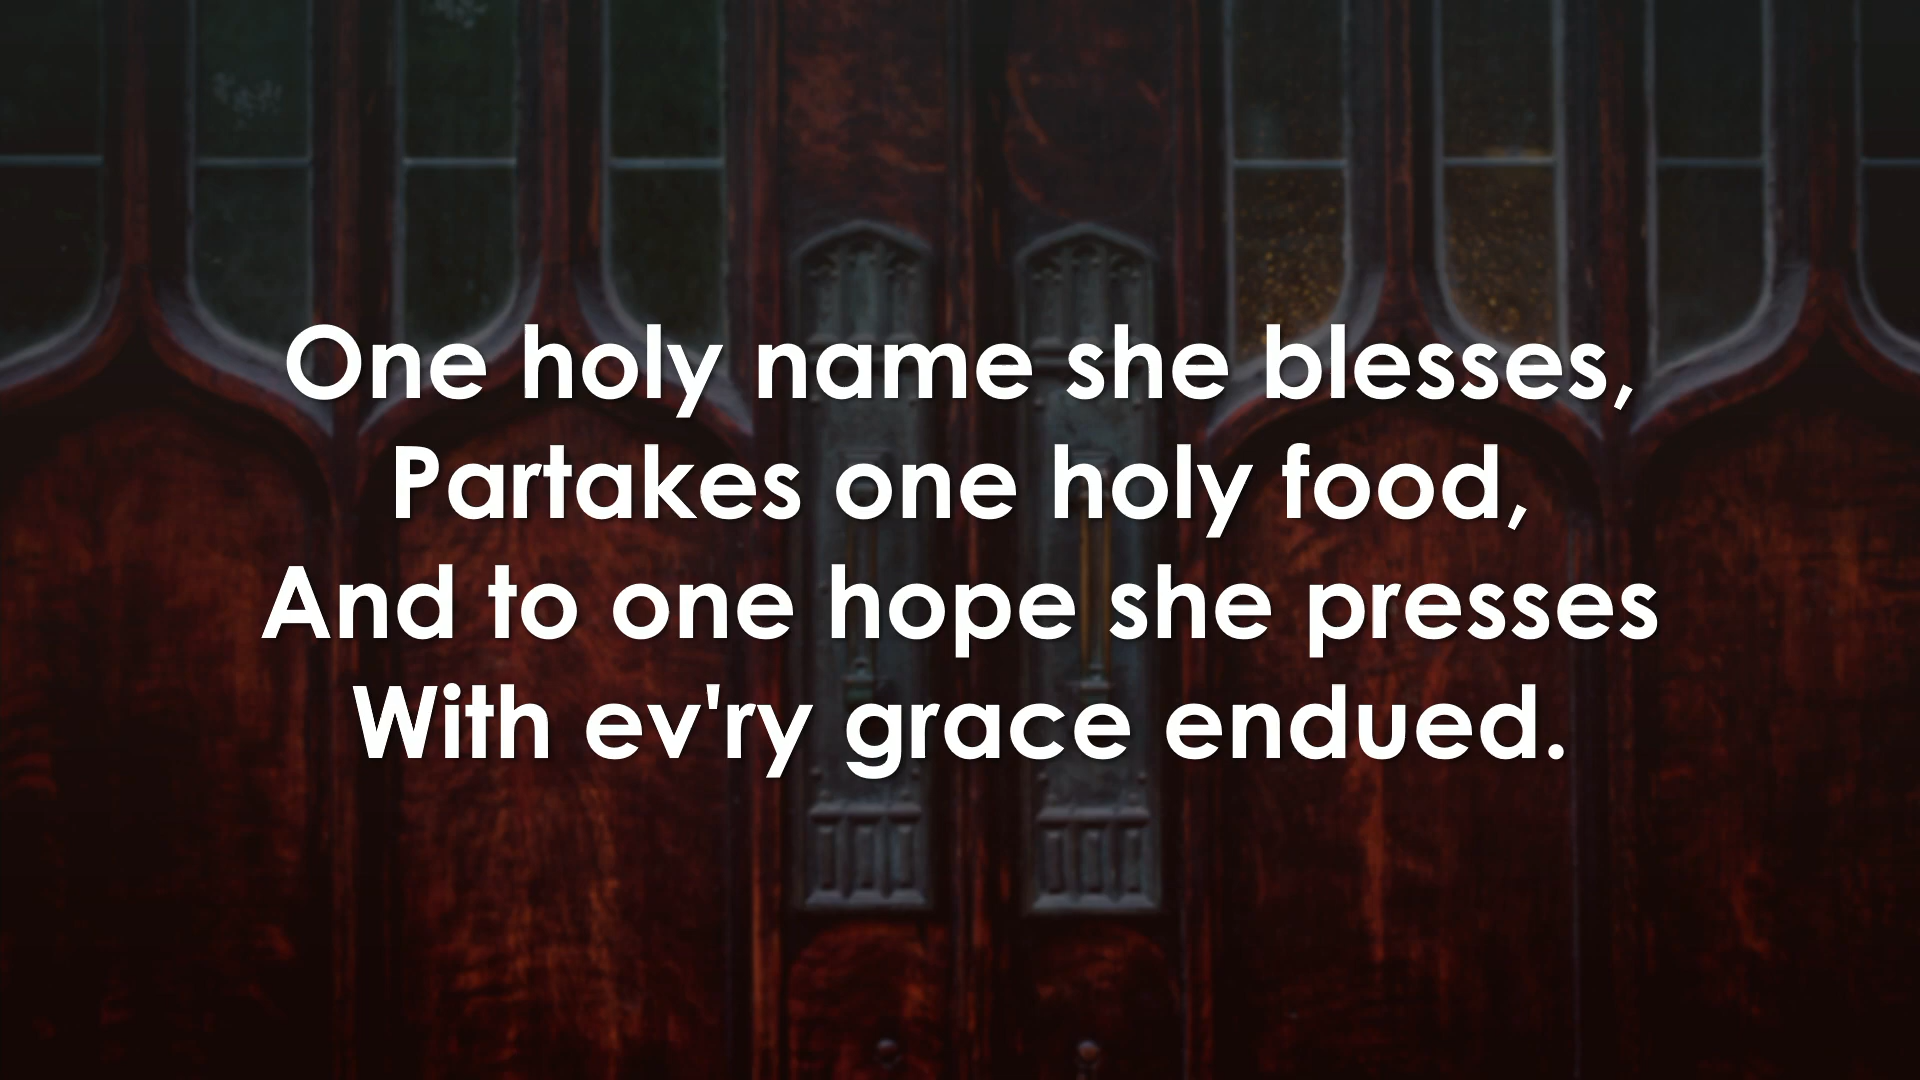 One holy name she blesses,
Partakes one holy food,
And to one hope she presses
With ev'ry grace endued.